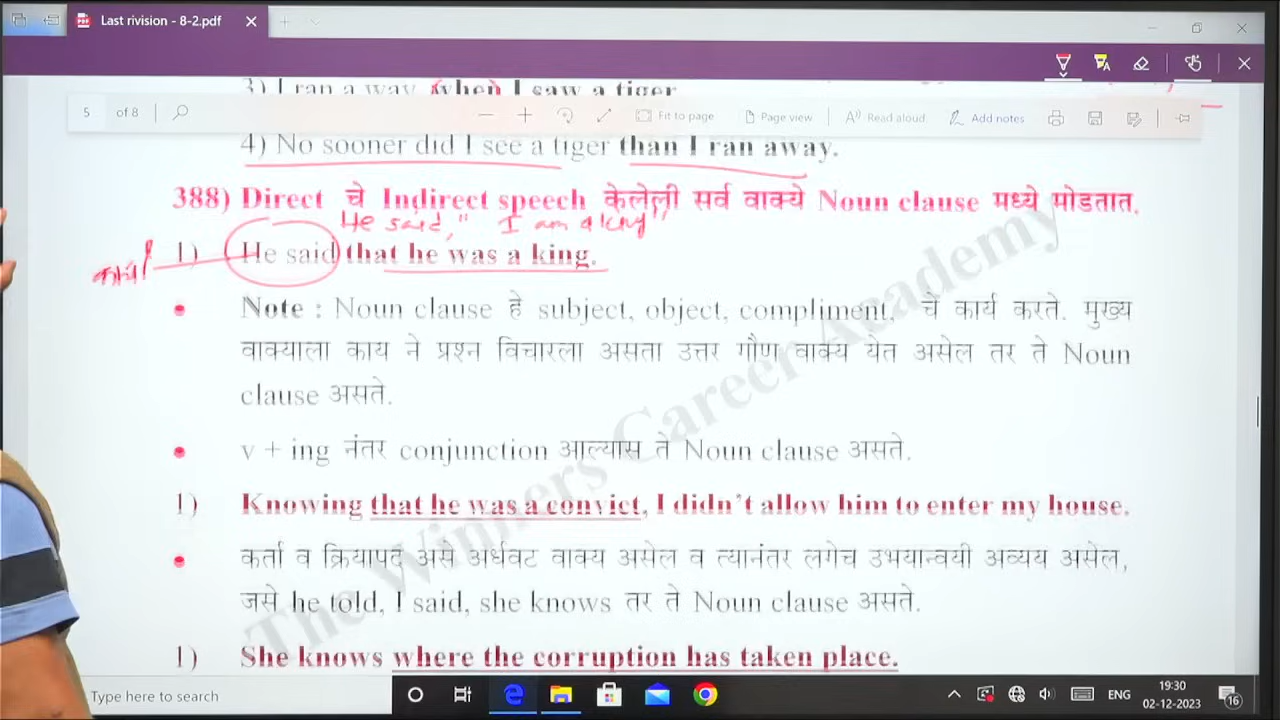 Last rivision - 8-2.pdf
3) I ran a way (when) I saw a tiger
5 of 8 Fit to page Page view Read aloud Add notes
4) No sooner did I see a tiger than I ran away.
388) Direct चे Indirect speech केलेली सर्व वाक्ये Noun clause मध्ये मोडतात.
He said, " I am a king"
1) He said that he was a king.
काय
• Note : Noun clause हे subject, object, compliment, चे कार्य करते. मुख्य
वाक्याला काय ने प्रश्न विचारला असता उत्तर गौण वाक्य येत असेल तर ते Noun
clause असते.
• v + ing नंतर conjunction आल्यास ते Noun clause असते.
1) Knowing that he was a convict, I didn't allow him to enter my house.
• कर्ता व क्रियापद असे अर्धवट वाक्य असेल व त्यानंतर लगेच उभयान्वयी अव्यय असेल,
जसे he told, I said, she knows तर ते Noun clause असते.
1) She knows where the corruption has taken place.
The Winners Career Academy
Type here to search
ENG
19:30
02-12-2023
16